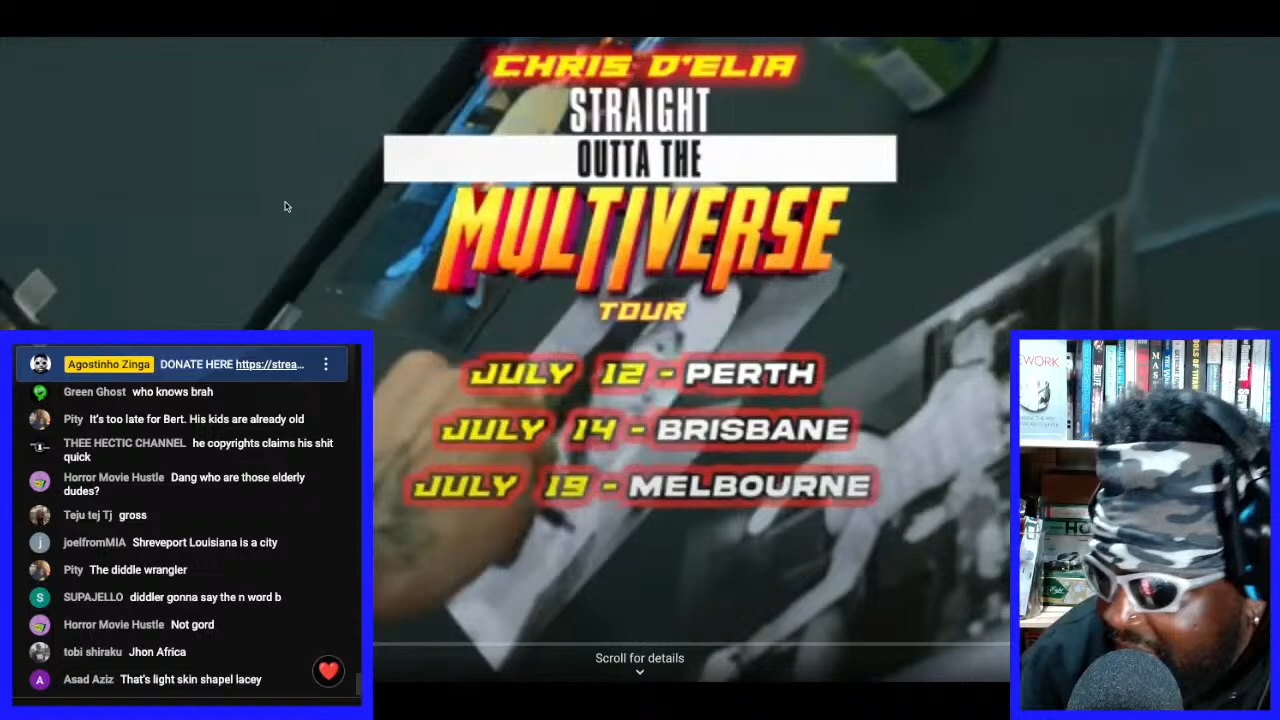 CHRIS D'ELIA
STRAIGHT
OUTTA THE
MULTIVERSE
TOUR
JULY 12 - PERTH
JULY 14 - BRISBANE
JULY 19 - MELBOURNE
Scroll for details
Agostinho Zinga DONATE HERE https://strea...
Green Ghost who knows brah
Pity It's too late for Bert. His kids are already old
THEE HECTIC CHANNEL he copyrights claims his shit
quick
Horror Movie Hustle Dang who are those elderly
dudes?
Teju tej Tj gross
j joelfromMIA Shreveport Louisiana is a city
Pity The diddle wrangler
S SUPAJELLO diddler gonna say the n word b
Horror Movie Hustle Not gord
tobi shiraku Jhon Africa
A Asad Aziz That's light skin shapel lacey
WORK